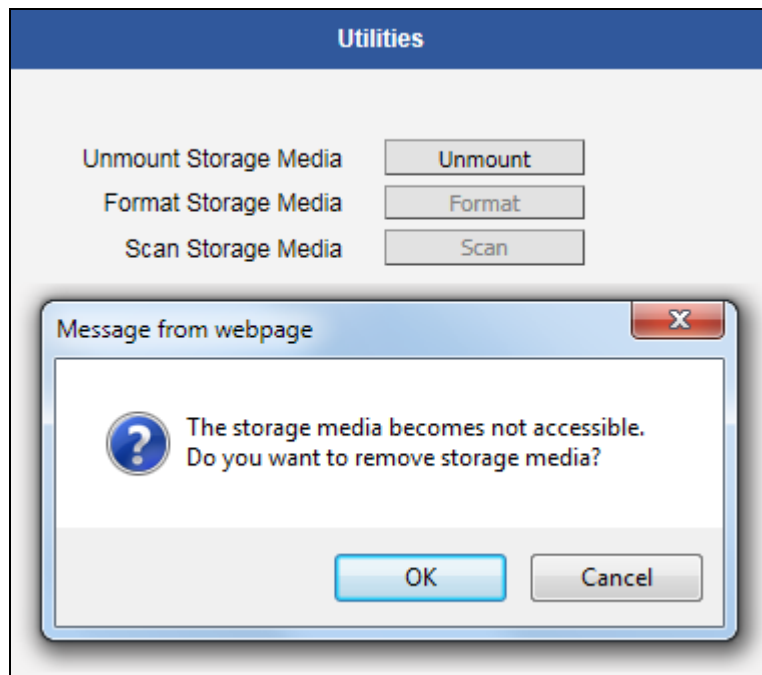 Utilities
Unmount Storage Media Unmount
Format Storage Media Format
Scan Storage Media Scan
Message from webpage
The storage media becomes not accessible.
Do you want to remove storage media?
OK Cancel